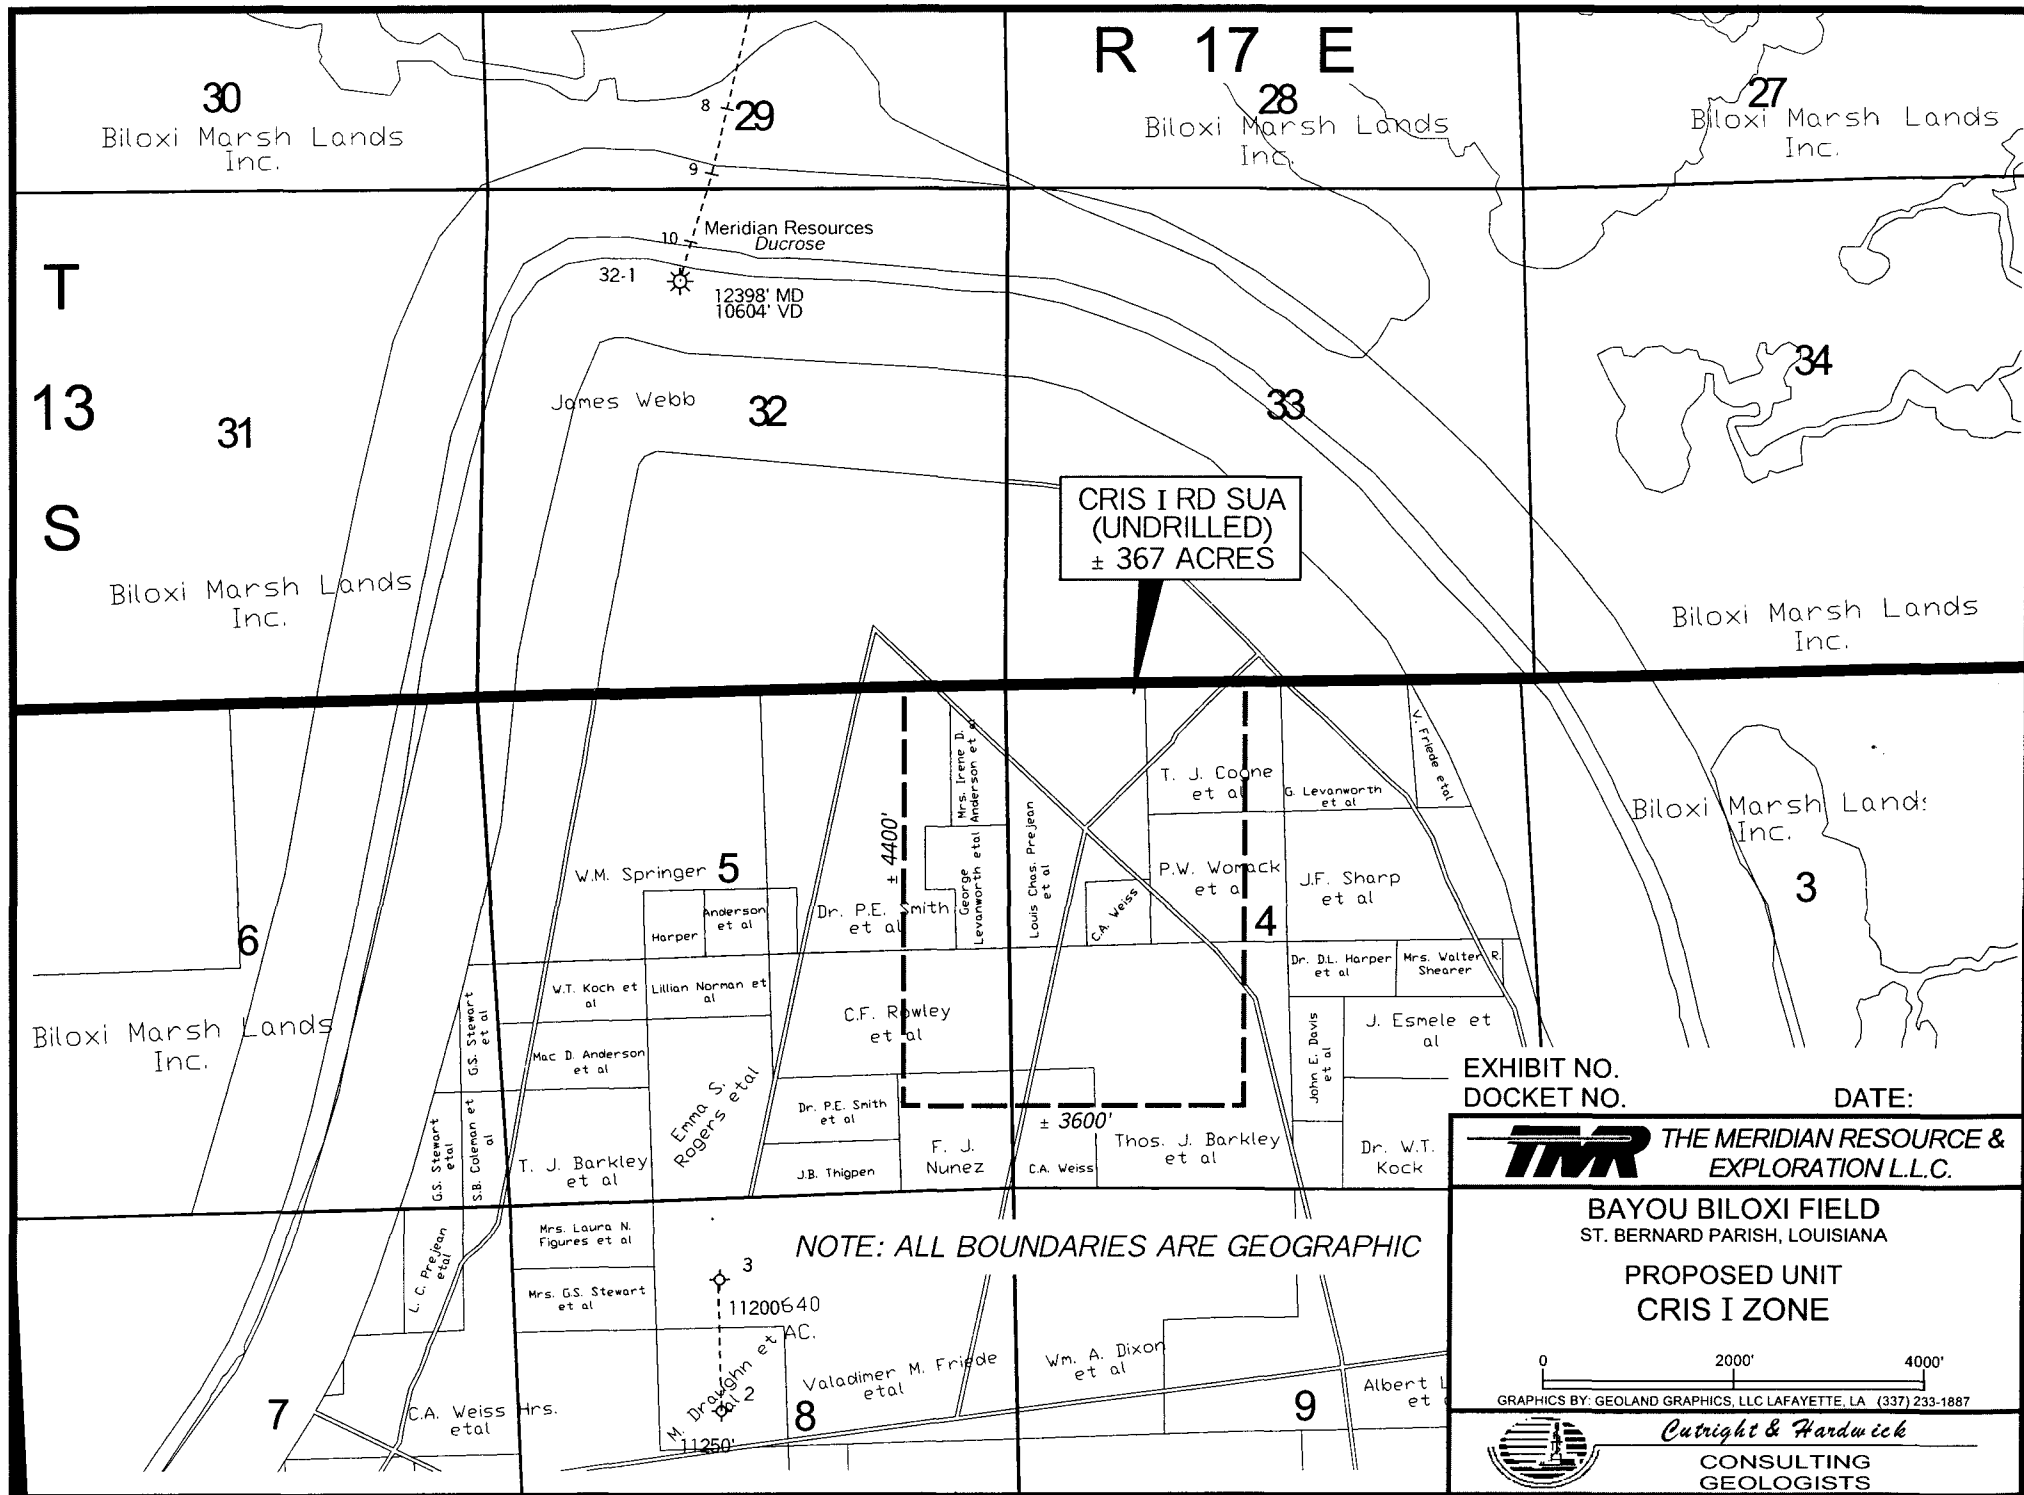 R 17 E
30
Biloxi Marsh Lands
Inc.
8
29
28
Biloxi Marsh Lands
Inc.
27
Biloxi Marsh Lands
Inc.
9
10
Meridian Resources
Ducrose
32-1
12398' MD
10604' VD
T
13
S
31
James Webb
32
33
34
CRIS I RD SUA
(UNDRILLED)
± 367 ACRES
Biloxi Marsh Lands
Inc.
Biloxi Marsh Lands
Inc.
Mrs. Irene D.
Anderson et al
V. Friede etal
T. J. Coone
et al
G. Levanworth
et al
Biloxi Marsh Lands
Inc.
± 4400'
W.M. Springer
5
George
Levanworth etal
Louis Chas. Prejean
et al
P.W. Womack
et al
J.F. Sharp
et al
3
Harper
Anderson
et al
Dr. P.E. Smith
et al
C.A. Weiss
4
6
Dr. D.L. Harper
et al
Mrs. Walter R.
Shearer
W.T. Koch et
al
Lillian Norman et
al
Biloxi Marsh Lands
Inc.
G.S. Stewart
et al
C.F. Rowley
et al
John E. Davis
et al
J. Esmele et
al
Mac D. Anderson
et al
Emma S.
Rogers etal
Dr. P.E. Smith
et al
± 3600'
G.S. Stewart
etal
S.B. Coleman et
al
T. J. Barkley
et al
J.B. Thigpen
F. J.
Nunez
C.A. Weiss
Thos. J. Barkley
et al
Dr. W.T.
Kock
L. C. Prejean
etal
Mrs. Laura N.
Figures et al
NOTE: ALL BOUNDARIES ARE GEOGRAPHIC
Mrs. G.S. Stewart
et al
3
11200
640
AC.
M. Draughn et
al
2
11250'
Valadimer M. Friede
etal
Wm. A. Dixon
et al
Albert L
et
7
C.A. Weiss Hrs.
etal
8
9
EXHIBIT NO.
DOCKET NO. DATE:
TMR THE MERIDIAN RESOURCE &
EXPLORATION L.L.C.
BAYOU BILOXI FIELD
ST. BERNARD PARISH, LOUISIANA
PROPOSED UNIT
CRIS I ZONE
0 2000' 4000'
GRAPHICS BY: GEOLAND GRAPHICS, LLC LAFAYETTE, LA (337) 233-1887
Cutright & Hardwick
CONSULTING
GEOLOGISTS